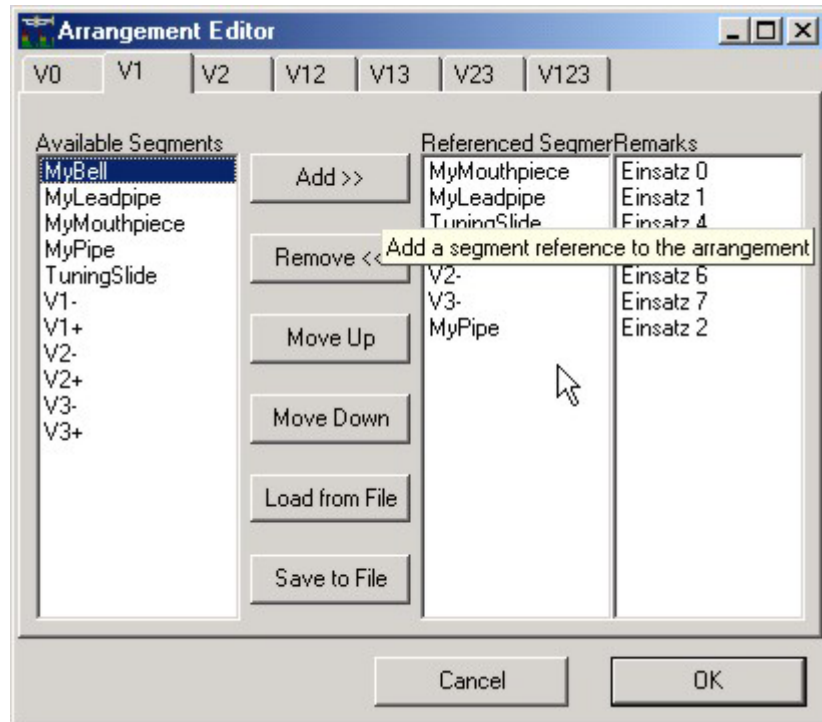 Arrangement Editor
V0 V1 V2 V12 V13 V23 V123
Available Segments
MyBell
MyLeadpipe
MyMouthpiece
MyPipe
TuningSlide
V1-
V1+
V2-
V2+
V3-
V3+
Add >>
Remove <<
Move Up
Move Down
Load from File
Save to File
Referenced Segmer
MyMouthpiece
MyLeadpipe
TuningSlide
V2-
V3-
MyPipe
Remarks
Einsatz 0
Einsatz 1
Einsatz 4
Einsatz 6
Einsatz 7
Einsatz 2
Add a segment reference to the arrangement
Cancel OK